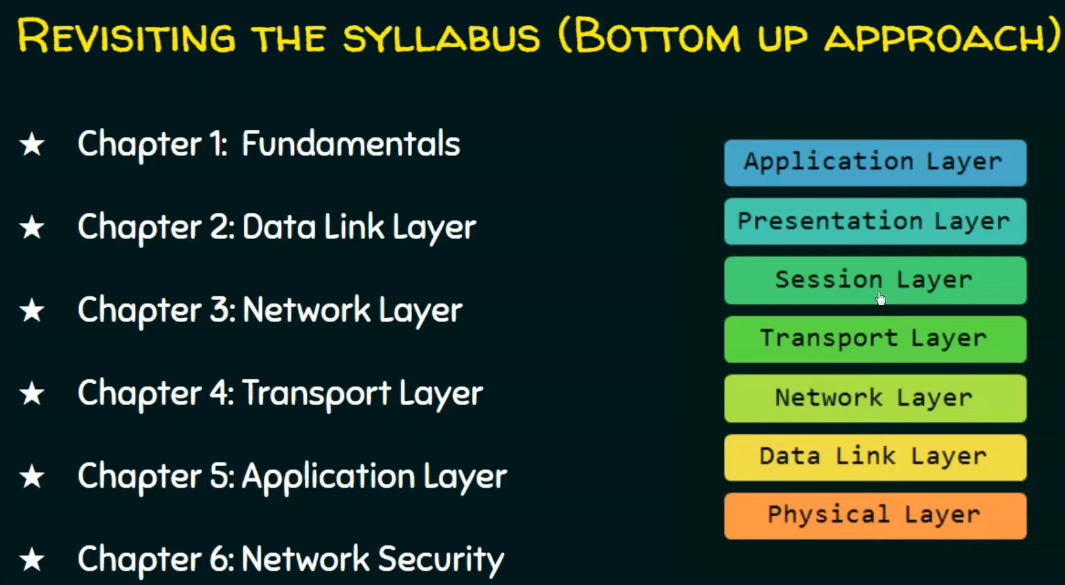 Revisiting the syllabus (Bottom up approach)
★ Chapter 1: Fundamentals
★ Chapter 2: Data Link Layer
★ Chapter 3: Network Layer
★ Chapter 4: Transport Layer
★ Chapter 5: Application Layer
★ Chapter 6: Network Security
Application Layer
Presentation Layer
Session Layer
Transport Layer
Network Layer
Data Link Layer
Physical Layer